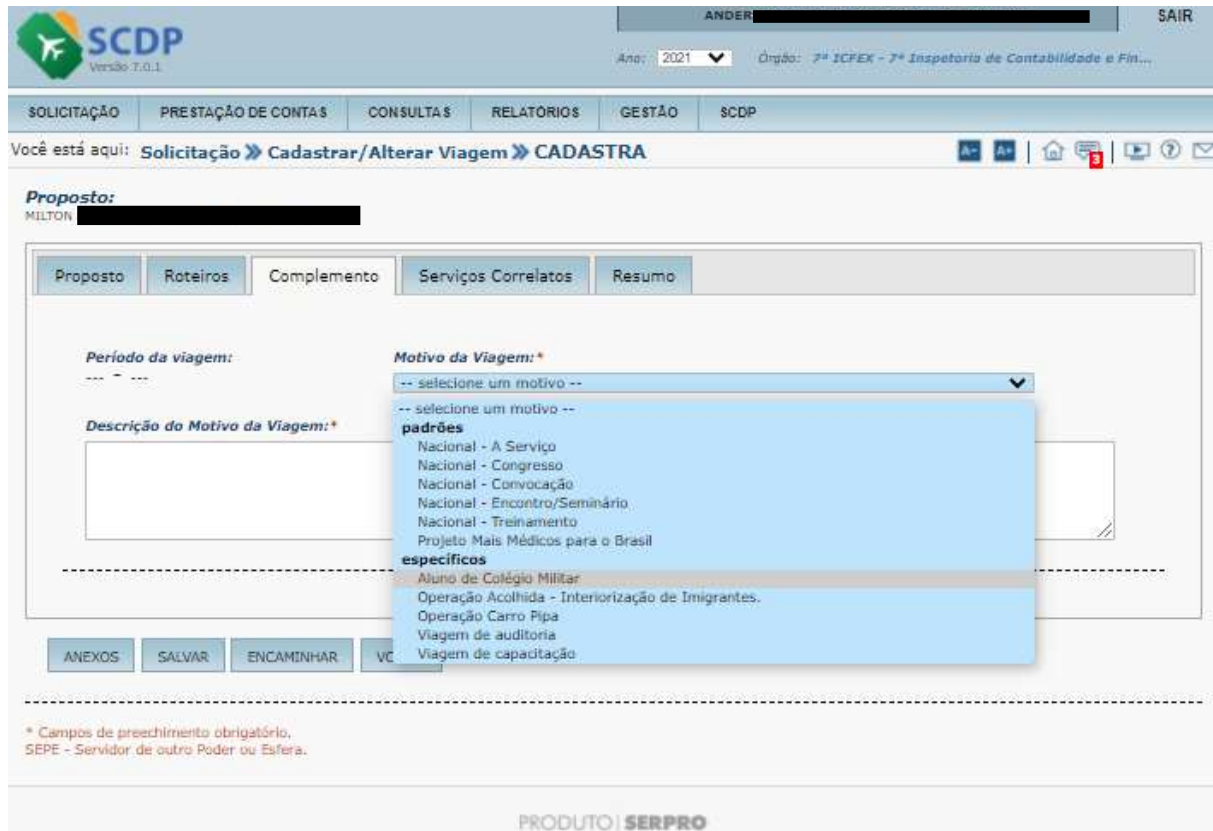 ANDER
SAIR
SCDP
Versão 7.0.1
Ano: 2021
Órgão: 7ª ICFEX - 7ª Inspetoria de Contabilidade e Fin...
SOLICITAÇÃO PRESTAÇÃO DE CONTAS CONSULTAS RELATÓRIOS GESTÃO SCDP
Você está aqui: Solicitação » Cadastrar/Alterar Viagem » CADASTRA
A- A+ 3
Proposto:
MILTON
Proposto Roteiros Complemento Serviços Correlatos Resumo
Período da viagem: Motivo da Viagem:*
--- - ---
-- selecione um motivo --
-- selecione um motivo --
Descrição do Motivo da Viagem:*
padrões
Nacional - A Serviço
Nacional - Congresso
Nacional - Convocação
Nacional - Encontro/Seminário
Nacional - Treinamento
Projeto Mais Médicos para o Brasil
específicos
Aluno de Colégio Militar
Operação Acolhida - Interiorização de Imigrantes.
Operação Carro Pipa
Viagem de auditoria
Viagem de capacitação
ANEXOS SALVAR ENCAMINHAR
* Campos de preechimento obrigatório.
SEPE - Servidor de outro Poder ou Esfera.
PRODUTO SERPRO